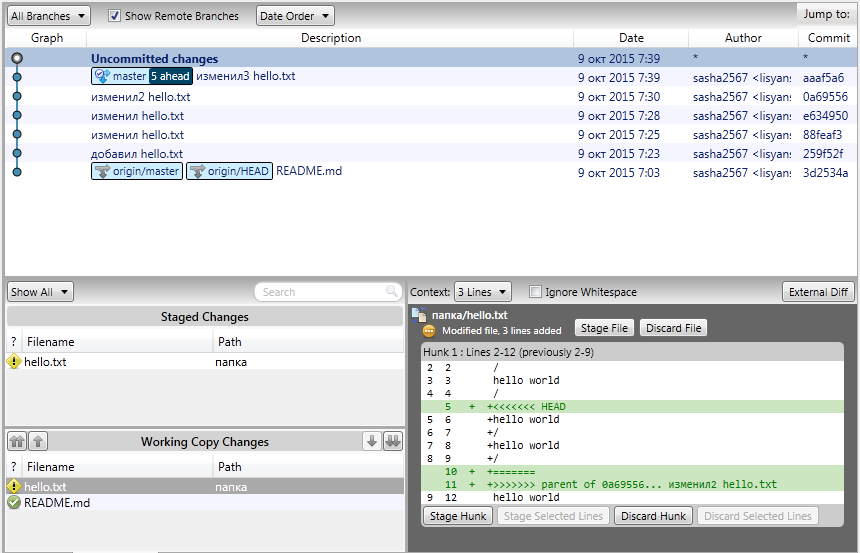 All Branches Show Remote Branches Date Order Jump to:
Graph Description Date Author Commit
Uncommitted changes 9 окт 2015 7:39 * *
master 5 ahead изменил3 hello.txt 9 окт 2015 7:39 sasha2567 <lisyans aaaf5a6
изменил2 hello.txt 9 окт 2015 7:30 sasha2567 <lisyans 0a69556
изменил hello.txt 9 окт 2015 7:28 sasha2567 <lisyans e634950
изменил hello.txt 9 окт 2015 7:25 sasha2567 <lisyans 88feaf3
добавил hello.txt 9 окт 2015 7:23 sasha2567 <lisyans 259f52f
origin/master origin/HEAD README.md 9 окт 2015 7:03 sasha2567 <lisyans 3d2534a
Show All Search
Staged Changes
? Filename Path
hello.txt папка
Working Copy Changes
? Filename Path
hello.txt папка
README.md
Context: 3 Lines Ignore Whitespace External Diff
папка/hello.txt
Modified file, 3 lines added Stage File Discard File
Hunk 1 : Lines 2-12 (previously 2-9)
2 2 /
3 3 hello world
4 4 /
5 + +<<<<<<< HEAD
5 6 +hello world
6 7 +/
7 8 +hello world
8 9 +/
10 + +=======
11 + +>>>>>>> parent of 0a69556... изменил2 hello.txt
9 12 hello world
Stage Hunk Stage Selected Lines Discard Hunk Discard Selected Lines